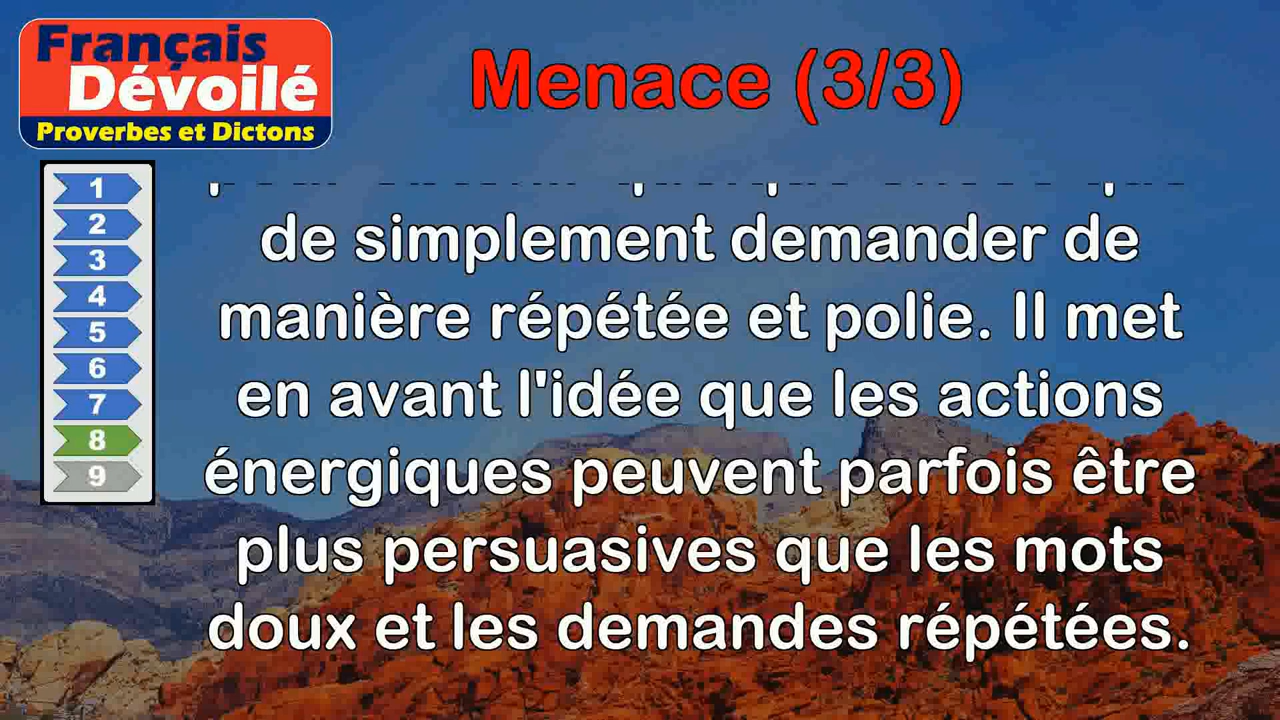 Français
Dévoilé
Proverbes et Dictons
Menace (3/3)
1
2
3
4
5
6
7
8
9
de simplement demander de
manière répétée et polie. Il met
en avant l'idée que les actions
énergiques peuvent parfois être
plus persuasives que les mots
doux et les demandes répétées.